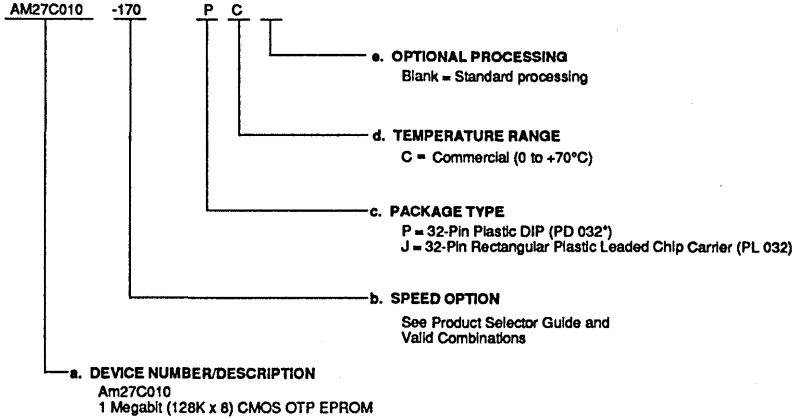 AM27C010 -170 P C
e. OPTIONAL PROCESSING
Blank = Standard processing
d. TEMPERATURE RANGE
C = Commercial (0 to +70°C)
c. PACKAGE TYPE
P = 32-Pin Plastic DIP (PD 032*)
J = 32-Pin Rectangular Plastic Leaded Chip Carrier (PL 032)
b. SPEED OPTION
See Product Selector Guide and
Valid Combinations
a. DEVICE NUMBER/DESCRIPTION
Am27C010
1 Megabit (128K x 8) CMOS OTP EPROM